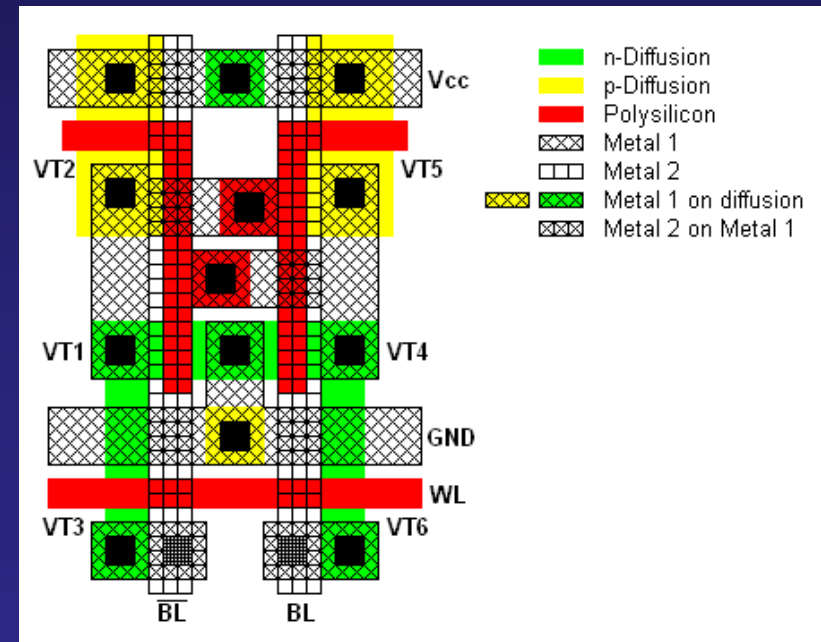 Vcc
n-Diffusion
p-Diffusion
Polysilicon
Metal 1
VT2
VT5
Metal 2
Metal 1 on diffusion
Metal 2 on Metal 1
VT1
VT4
GND
WL
VT3
VT6
B̅L̅
BL